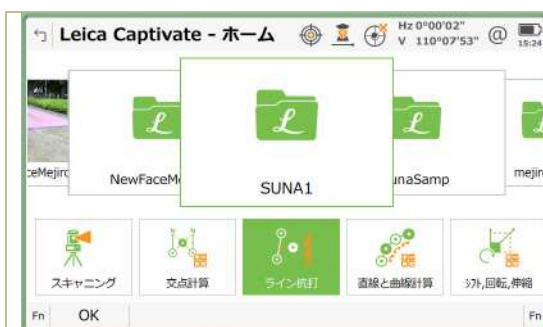 Leica Captivate - ホーム
Hz 0°00'02"
V 110°07'53"
@
15:24
NewFaceMe
SUNA1
unaSamp
mejir
スキャニング
交点計算
ライン杭打
直線と曲線計算
ｼﾌﾄ,回転,伸縮
Fn
OK
Fn